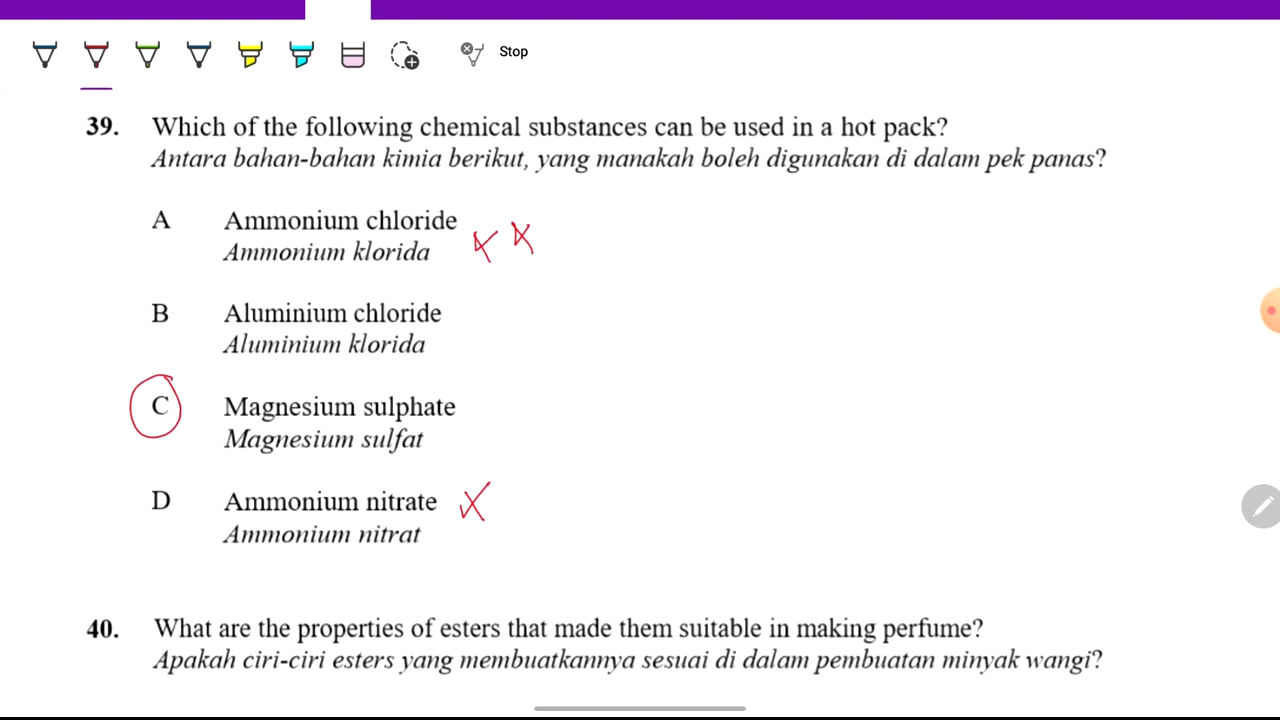 Stop
39. Which of the following chemical substances can be used in a hot pack?
Antara bahan-bahan kimia berikut, yang manakah boleh digunakan di dalam pek panas?
A Ammonium chloride
Ammonium klorida
B Aluminium chloride
Aluminium klorida
C Magnesium sulphate
Magnesium sulfat
D Ammonium nitrate
Ammonium nitrat
40. What are the properties of esters that made them suitable in making perfume?
Apakah ciri-ciri esters yang membuatkannya sesuai di dalam pembuatan minyak wangi?